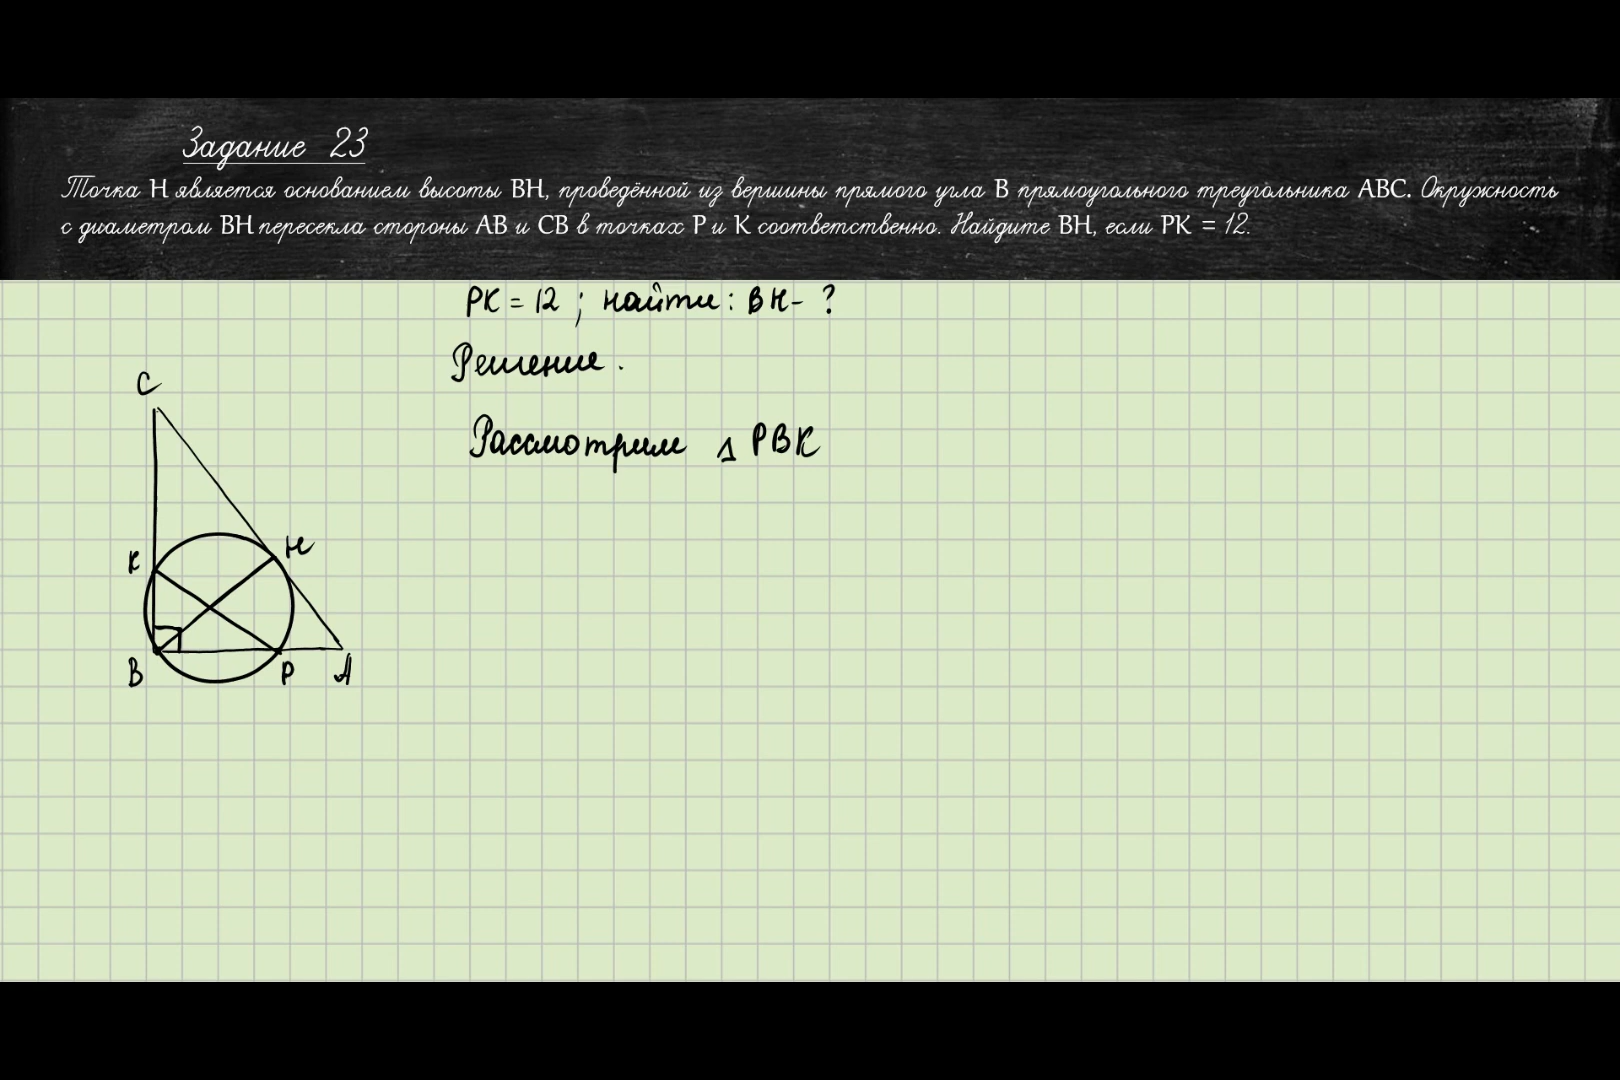 Задание 23
Точка H является основанием высоты BH, проведённой из вершины прямого угла B прямоугольного треугольника ABC. Окружность
с диаметром BH пересекла стороны AB и CB в точках P и K соответственно. Найдите BH, если PK = 12.
PK = 12 ; найти: BH - ?
Решение.
C
Рассмотрим △ PBK
K
H
B
P
A